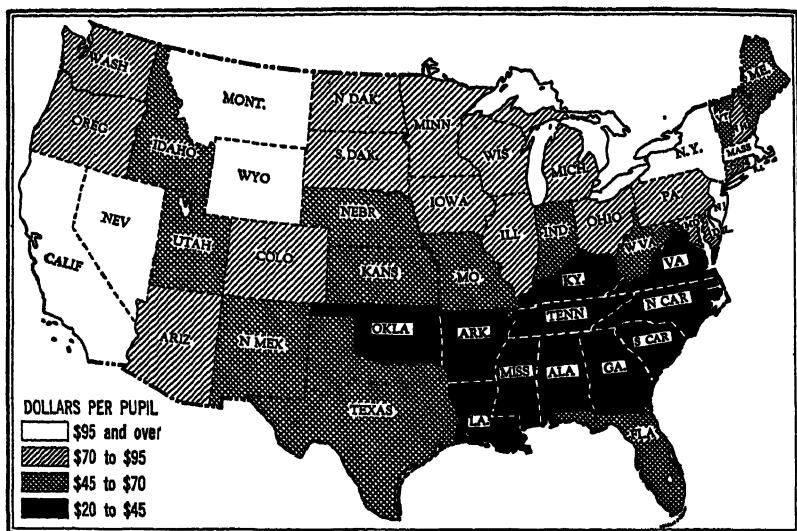 WASH
MONT.
N DAK
MINN
ME.
OREG
IDAHO
S. DAK
WIS
MICH
N.Y.
MASS
WYO
NEV
CALIF
UTAH
COLO
NEBR
IOWA
ILL
IND
OHIO
PA
NJ
KANS
MO
W VA
KY.
VA
ARIZ
N MEX
OKLA
ARK
TENN
N CAR
S CAR
TEXAS
MISS
ALA
GA.
LA.
FLA
DOLLARS PER PUPIL
$95 and over
$70 to $95
$45 to $70
$20 to $45